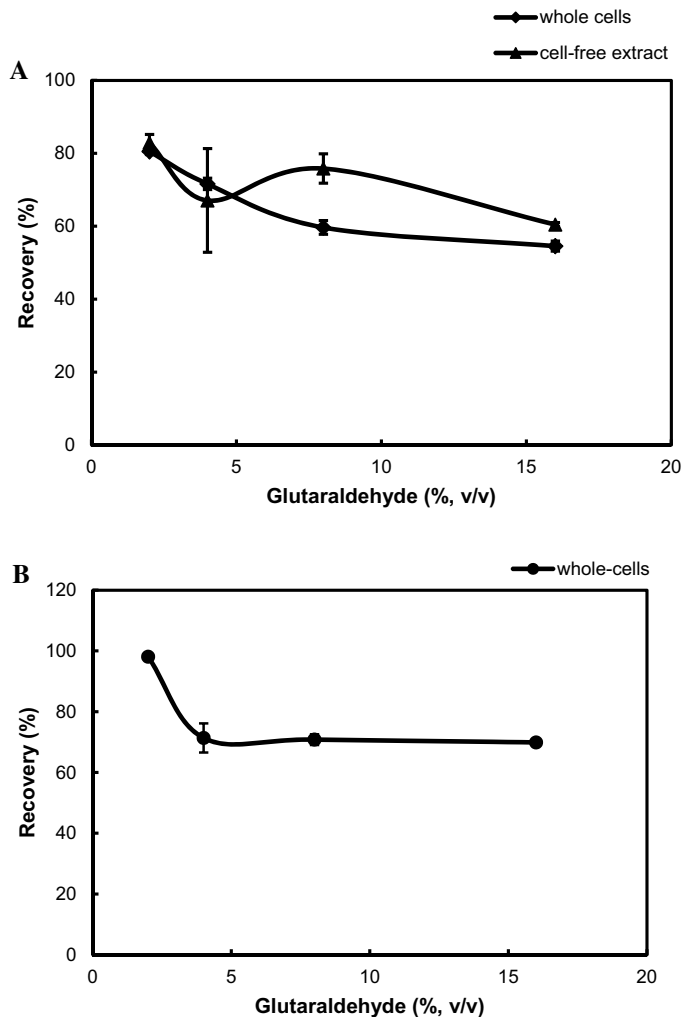 whole cells
cell-free extract
A
100
80
60
40
20
0
Recovery (%)
0 5 10 15 20
Glutaraldehyde (%, v/v)
B
whole-cells
120
100
80
60
40
20
0
Recovery (%)
0 5 10 15 20
Glutaraldehyde (%, v/v)